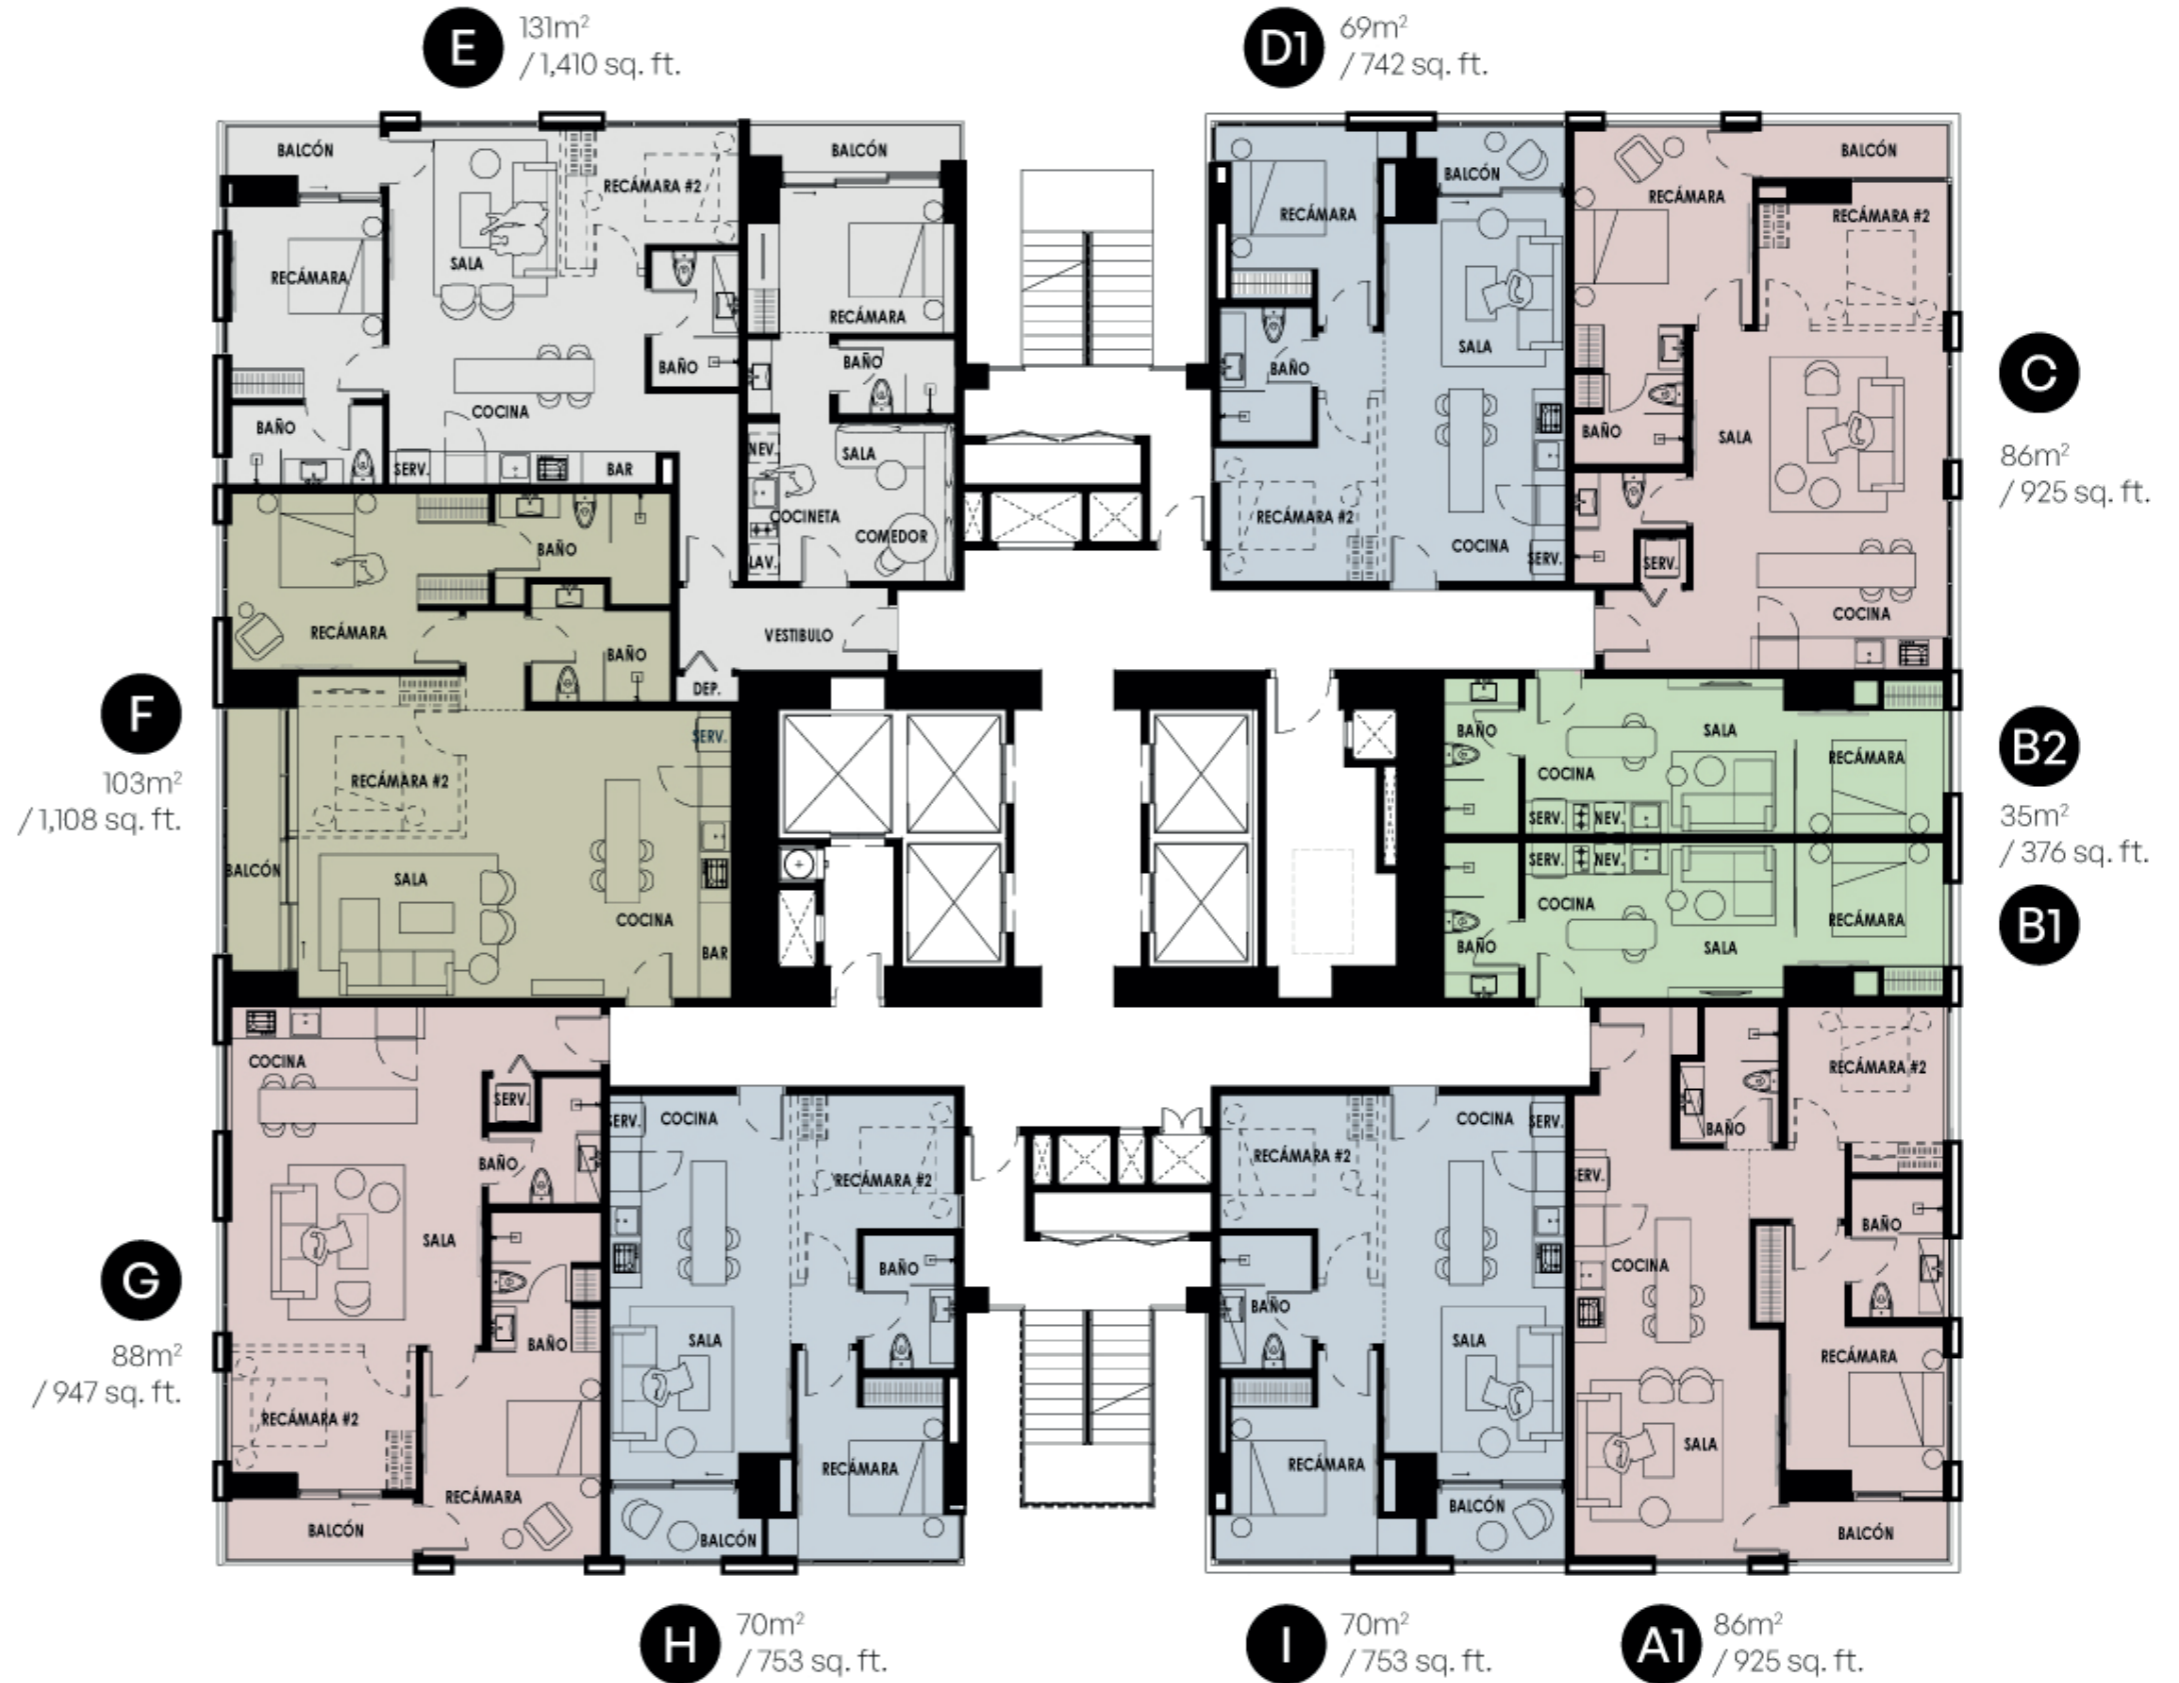 E
131m²
/ 1,410 sq. ft.
D1
69m²
/ 742 sq. ft.
BALCÓN
RECÁMARA #2
BALCÓN
RECÁMARA
SALA
RECÁMARA
BAÑO
BAÑO
COCINA
BAÑO
SERV.
BAR
NEV.
SALA
COCINETA
COMEDOR
LAV.
VESTIBULO
DEP.
BALCÓN
RECÁMARA
SALA
BAÑO
RECÁMARA #2
COCINA
SERV.
BALCÓN
RECÁMARA
RECÁMARA #2
BAÑO
SALA
SERV.
COCINA
C
86m²
/ 925 sq. ft.
BAÑO
RECÁMARA
BAÑO
SERV.
RECÁMARA #2
BALCÓN
SALA
COCINA
BAR
F
103m²
/ 1,108 sq. ft.
BAÑO
SALA
COCINA
RECÁMARA
SERV.
NEV.
B2
35m²
/ 376 sq. ft.
SERV.
NEV.
COCINA
RECÁMARA
BAÑO
SALA
B1
COCINA
SERV.
BAÑO
SALA
BAÑO
RECÁMARA #2
RECÁMARA
BALCÓN
G
88m²
/ 947 sq. ft.
SERV.
COCINA
RECÁMARA #2
BAÑO
SALA
RECÁMARA
BALCÓN
RECÁMARA #2
COCINA
SERV.
BAÑO
SALA
RECÁMARA
BALCÓN
RECÁMARA #2
BAÑO
SERV.
BAÑO
COCINA
RECÁMARA
SALA
BALCÓN
H
70m²
/ 753 sq. ft.
I
70m²
/ 753 sq. ft.
A1
86m²
/ 925 sq. ft.